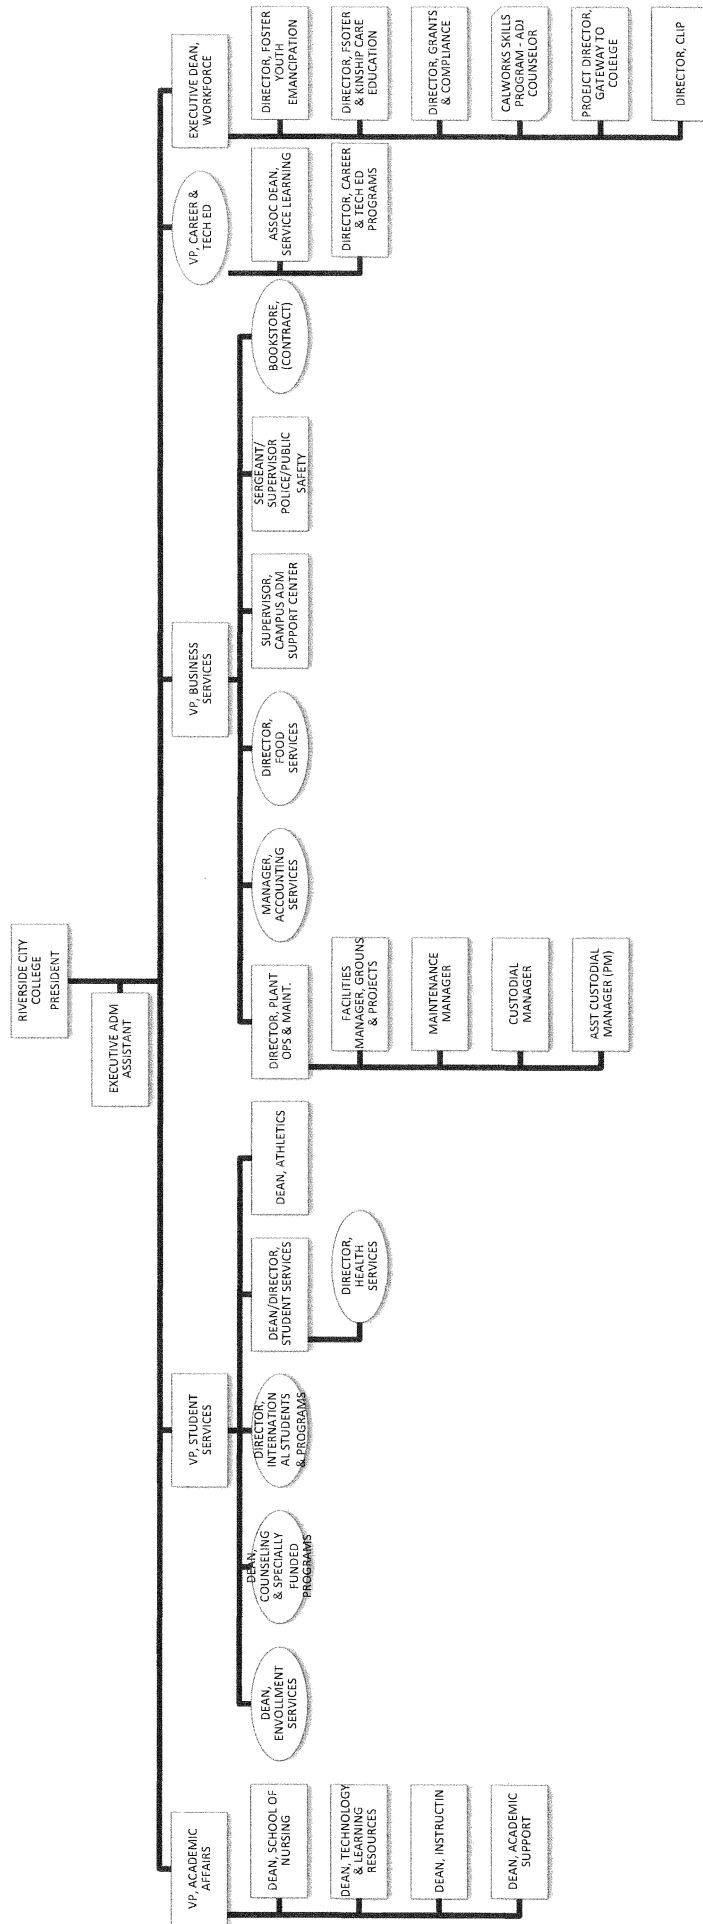 RIVERSIDE CITY
COLLEGE
PRESIDENT
EXECUTIVE ADM
ASSISTANT
VP, ACADEMIC
AFFAIRS
DEAN, SCHOOL OF
NURSING
DEAN, TECHNOLOGY
& LEARNING
RESOURCES
DEAN, INSTRUCTIN
DEAN, ACADEMIC
SUPPORT
VP, STUDENT
SERVICES
DEAN,
ENVOLLMENT
SERVICES
DEAN,
COUNSELING
& SPECIALLY
FUNDED
PROGRAMS
DIRECTOR,
INTERNATION
AL STUDENTS
& PROGRAMS
DEAN/DIRECTOR,
STUDENT SERVICES
DIRECTOR,
HEALTH
SERVICES
DEAN, ATHLETICS
VP, BUSINESS
SERVICES
DIRECTOR, PLANT
OPS & MAINT.
FACILITIES
MANAGER, GROUNS
& PROJECTS
MAINTENANCE
MANAGER
CUSTODIAL
MANAGER
ASST CUSTODIAL
MANAGER (PM)
MANAGER,
ACCOUNTING
SERVICES
DIRECTOR,
FOOD
SERVICES
SUPERVISOR,
CAMPUS ADM
SUPPORT CENTER
SERGEANT/
SUPERVISOR
POLICE/PUBLIC
SAFETY
BOOKSTORE,
(CONTRACT)
VP, CAREER &
TECH ED
ASSOC DEAN,
SERVICE LEARNING
DIRECTOR, CAREER
& TECH ED
PROGRAMS
EXECUTIVE DEAN,
WORKFORCE
DIRECTOR, FOSTER
YOUTH
EMANCIPATION
DIRECTOR, FSOTER
& KINSHIP CARE
EDUCATION
DIRECTOR, GRANTS
& COMPLIANCE
CALWORKS SKILLS
PROGRAM - ADJ
COUNSELOR
PROEJCT DIRECTOR,
GATEWAY TO
COLELGE
DIRECTOR, CLIP